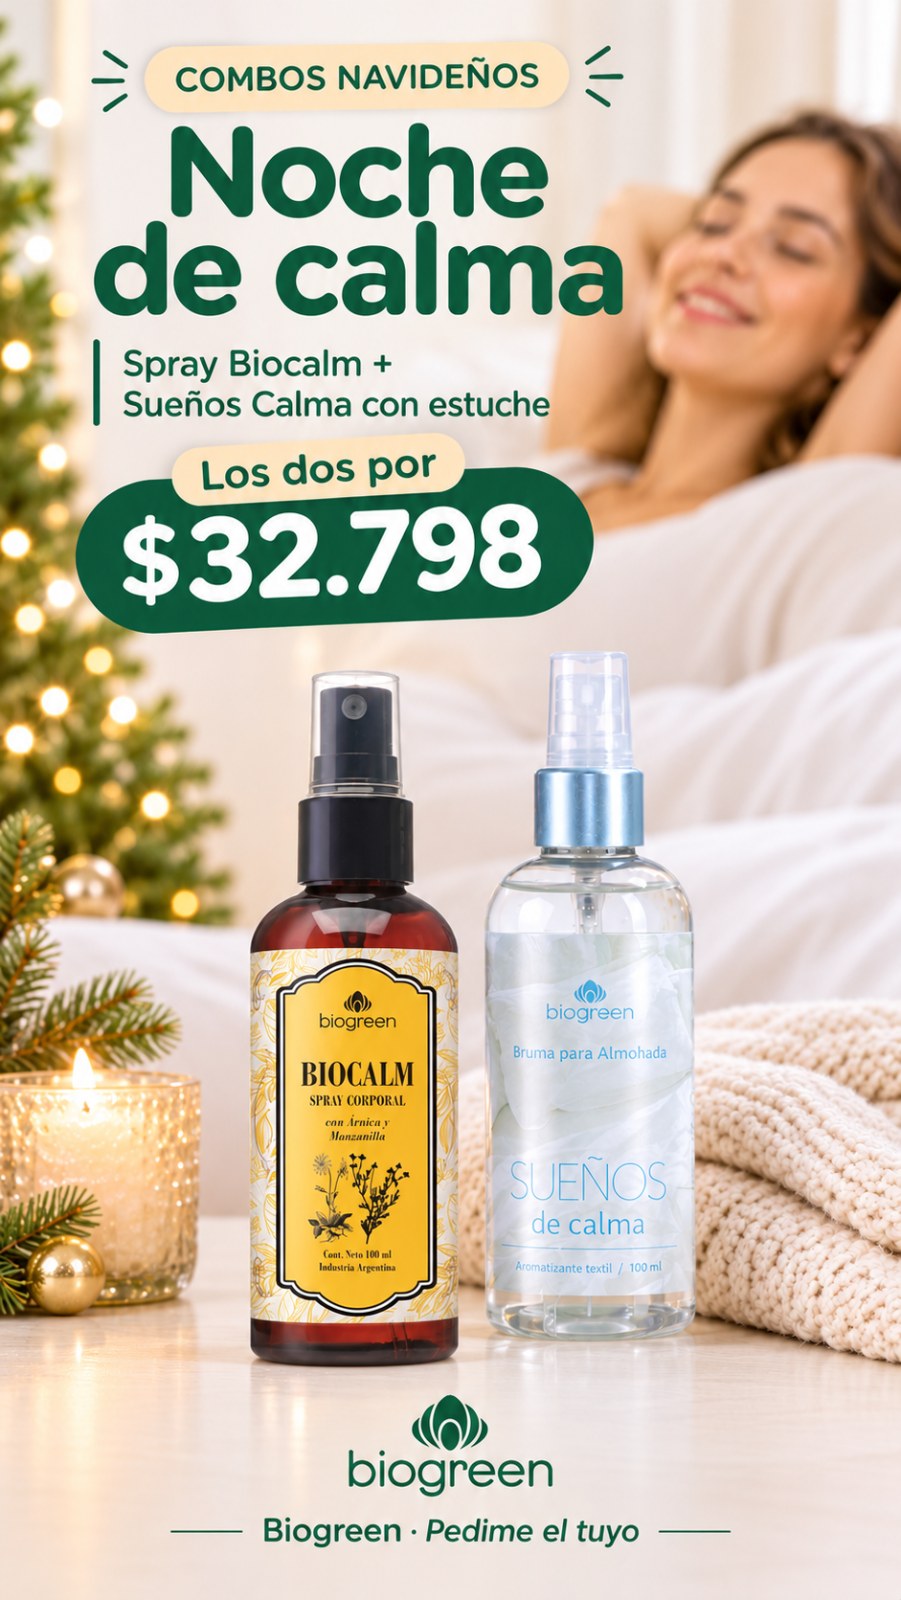 COMBOS NAVIDEÑOS
Noche
de calma
Spray Biocalm +
Sueños Calma con estuche
Los dos por
$32.798
biogreen
BIOCALM
SPRAY CORPORAL
con Árnica y
Manzanilla
Cont. Neto 100 ml
Industria Argentina
biogreen
Bruma para Almohada
SUEÑOS
de calma
Aromatizante textil / 100 ml
biogreen
Biogreen · Pedime el tuyo